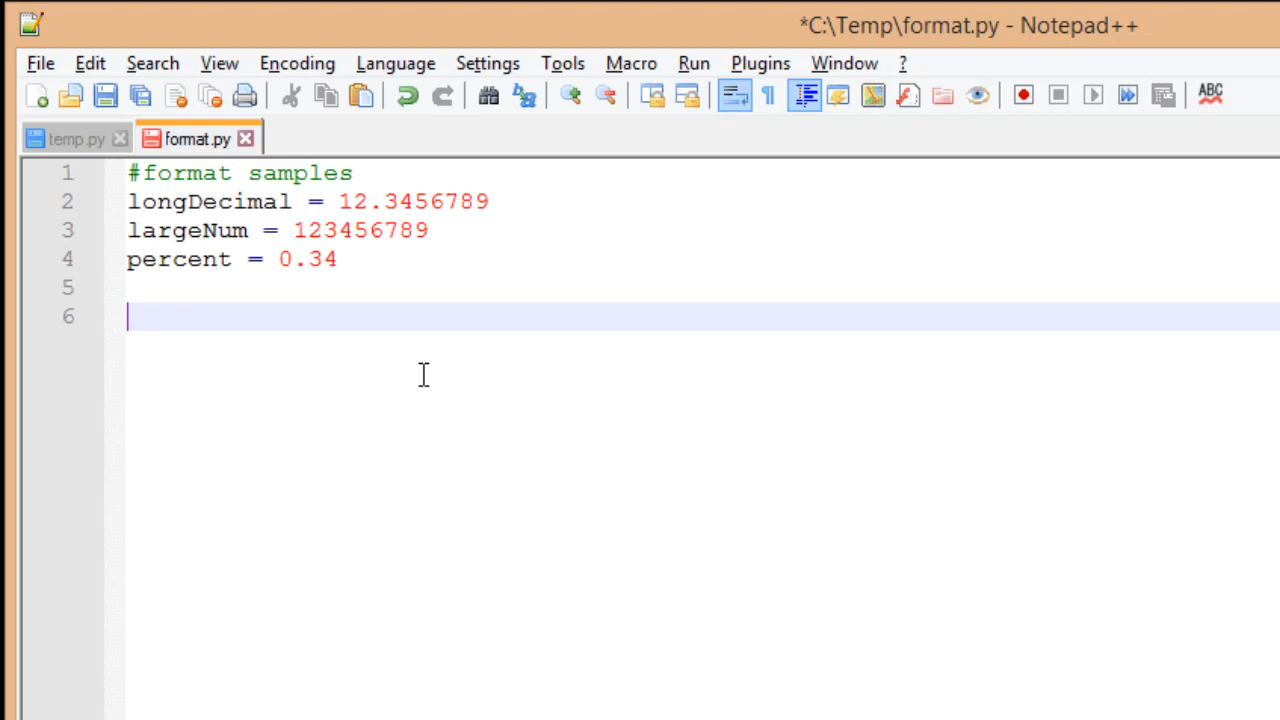 *C:\Temp\format.py - Notepad++
File Edit Search View Encoding Language Settings Tools Macro Run Plugins Window ?
ABC
temp.py format.py
1 #format samples
2 longDecimal = 12.3456789
3 largeNum = 123456789
4 percent = 0.34
5
6